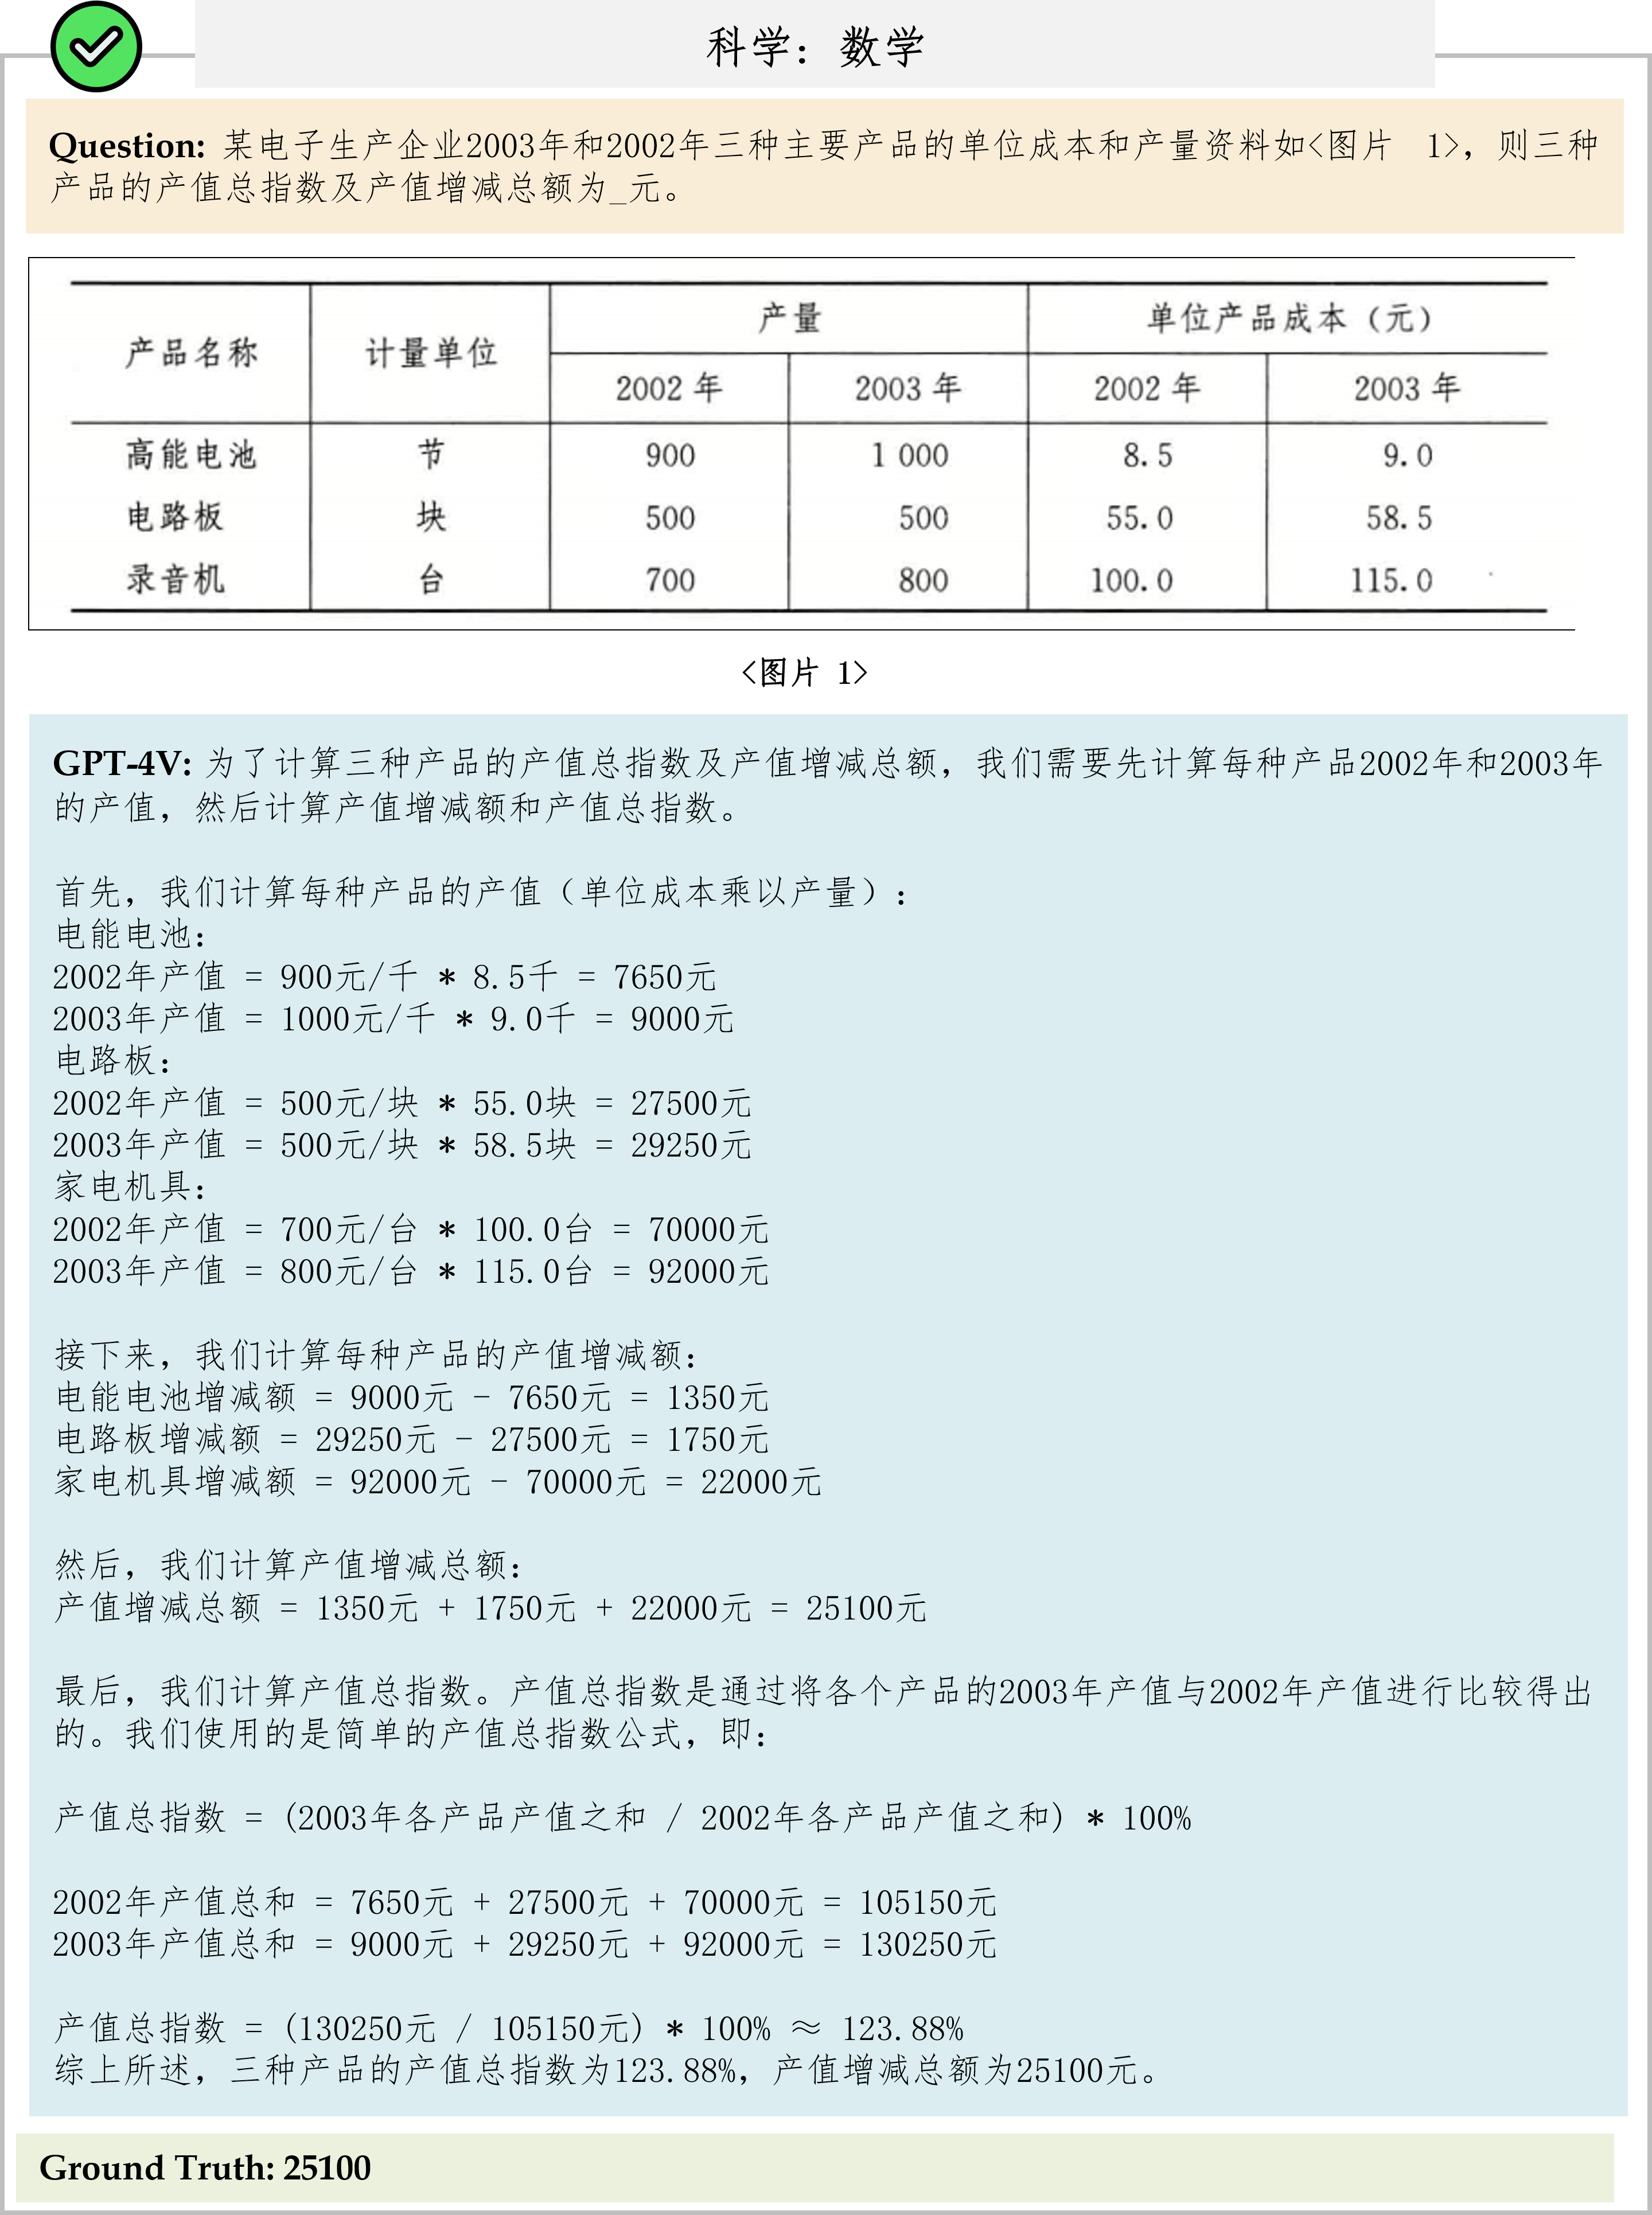 科学：数学
Question: 某电子生产企业2003年和2002年三种主要产品的单位成本和产量资料如<图片 1>，则三种
产品的产值总指数及产值增减总额为_元。
产品名称 计量单位 产量 单位产品成本（元）
2002 年 2003 年 2002 年 2003 年
高能电池 节 900 1 000 8.5 9.0
电路板 块 500 500 55.0 58.5
录音机 台 700 800 100.0 115.0
<图片 1>
GPT-4V: 为了计算三种产品的产值总指数及产值增减总额，我们需要先计算每种产品2002年和2003年
的产值，然后计算产值增减额和产值总指数。
首先，我们计算每种产品的产值（单位成本乘以产量）：
电能电池：
2002年产值 = 900元/千 * 8.5千 = 7650元
2003年产值 = 1000元/千 * 9.0千 = 9000元
电路板：
2002年产值 = 500元/块 * 55.0块 = 27500元
2003年产值 = 500元/块 * 58.5块 = 29250元
家电机具：
2002年产值 = 700元/台 * 100.0台 = 70000元
2003年产值 = 800元/台 * 115.0台 = 92000元
接下来，我们计算每种产品的产值增减额：
电能电池增减额 = 9000元 - 7650元 = 1350元
电路板增减额 = 29250元 - 27500元 = 1750元
家电机具增减额 = 92000元 - 70000元 = 22000元
然后，我们计算产值增减总额：
产值增减总额 = 1350元 + 1750元 + 22000元 = 25100元
最后，我们计算产值总指数。产值总指数是通过将各个产品的2003年产值与2002年产值进行比较得出
的。我们使用的是简单的产值总指数公式，即：
产值总指数 = (2003年各产品产值之和 / 2002年各产品产值之和) * 100%
2002年产值总和 = 7650元 + 27500元 + 70000元 = 105150元
2003年产值总和 = 9000元 + 29250元 + 92000元 = 130250元
产值总指数 = (130250元 / 105150元) * 100% ≈ 123.88%
综上所述，三种产品的产值总指数为123.88%，产值增减总额为25100元。
Ground Truth: 25100